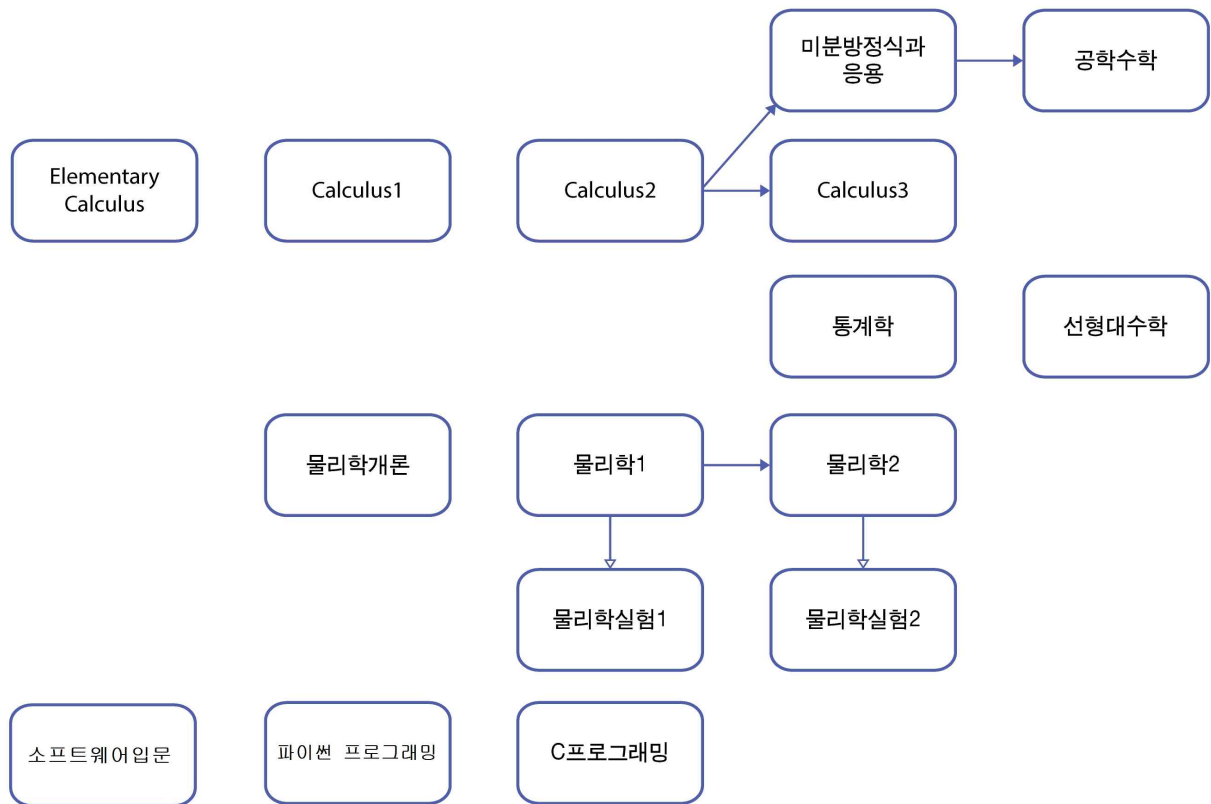 미분방정식과
응용
공학수학
Elementary
Calculus
Calculus1
Calculus2
Calculus3
통계학
선형대수학
물리학개론
물리학1
물리학2
물리학실험1
물리학실험2
소프트웨어입문
파이썬 프로그래밍
C프로그래밍